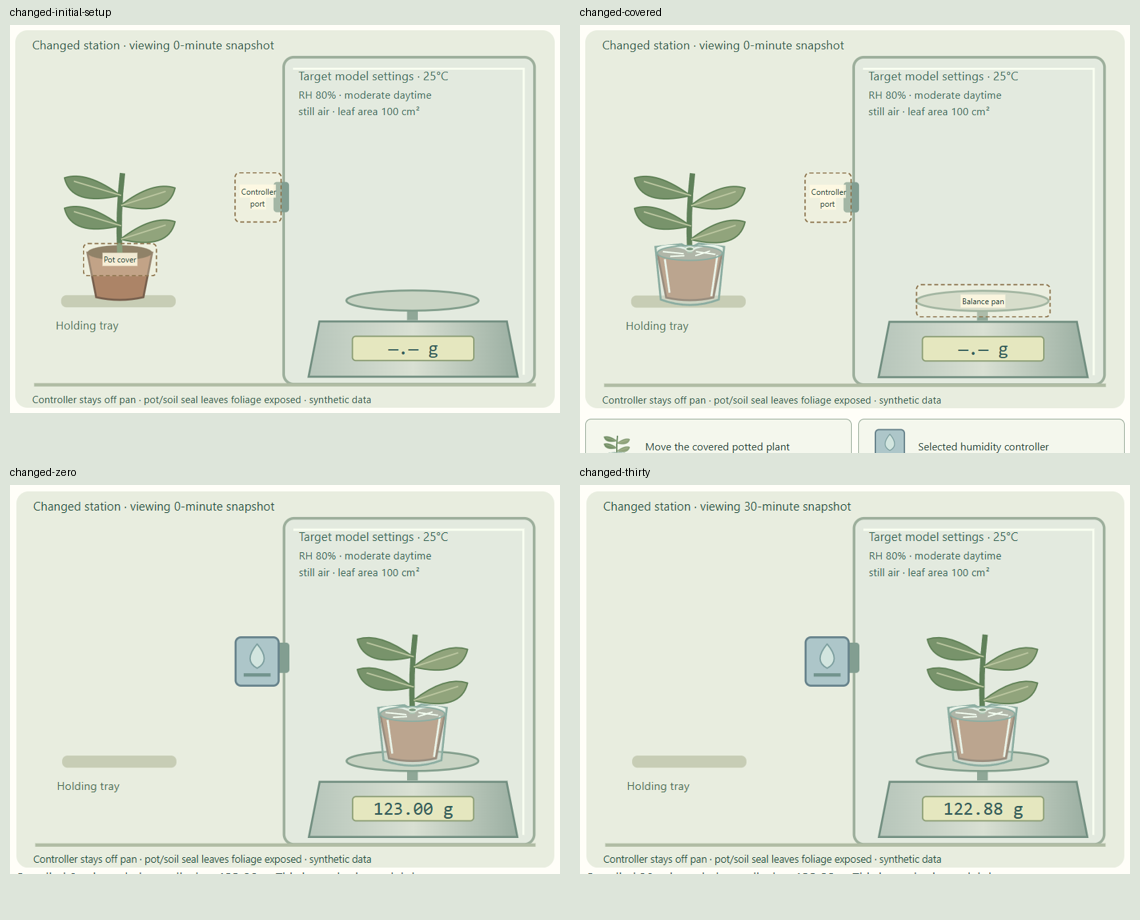 changed-initial-setup
Changed station · viewing 0-minute snapshot
Target model settings · 25°C
RH 80% · moderate daytime
still air · leaf area 100 cm²
Controller
port
Pot cover
Holding tray
—.— g
Controller stays off pan · pot/soil seal leaves foliage exposed · synthetic data
changed-covered
Changed station · viewing 0-minute snapshot
Target model settings · 25°C
RH 80% · moderate daytime
still air · leaf area 100 cm²
Controller
port
Balance pan
Holding tray
—.— g
Controller stays off pan · pot/soil seal leaves foliage exposed · synthetic data
Move the covered potted plant
Selected humidity controller
changed-zero
Changed station · viewing 0-minute snapshot
Target model settings · 25°C
RH 80% · moderate daytime
still air · leaf area 100 cm²
Holding tray
123.00 g
Controller stays off pan · pot/soil seal leaves foliage exposed · synthetic data
changed-thirty
Changed station · viewing 30-minute snapshot
Target model settings · 25°C
RH 80% · moderate daytime
still air · leaf area 100 cm²
Holding tray
122.88 g
Controller stays off pan · pot/soil seal leaves foliage exposed · synthetic data